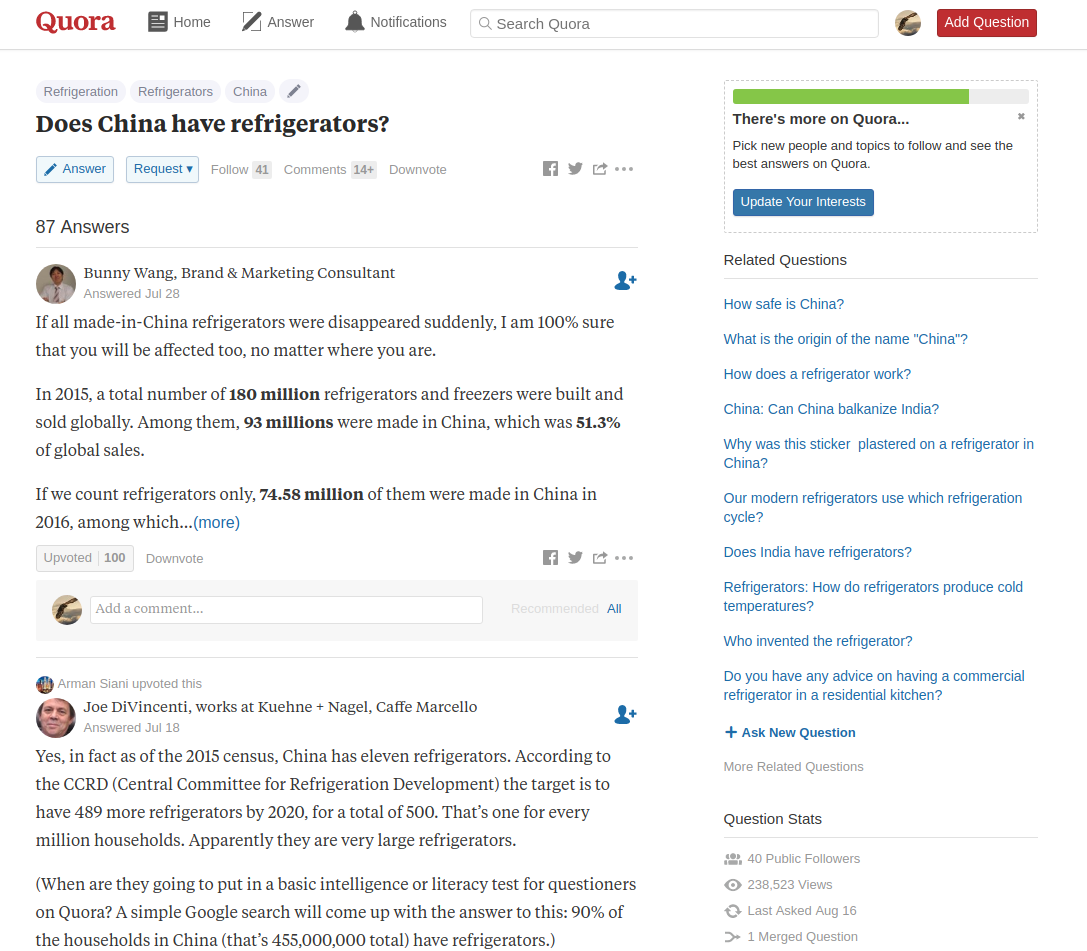 Quora Home Answer Notifications Search Quora Add Question
Refrigeration Refrigerators China
Does China have refrigerators?
Answer Request ▾ Follow 41 Comments 14+ Downvote
87 Answers
Bunny Wang, Brand & Marketing Consultant
Answered Jul 28
If all made-in-China refrigerators were disappeared suddenly, I am 100% sure
that you will be affected too, no matter where you are.
In 2015, a total number of 180 million refrigerators and freezers were built and
sold globally. Among them, 93 millions were made in China, which was 51.3%
of global sales.
If we count refrigerators only, 74.58 million of them were made in China in
2016, among which...(more)
Upvoted 100 Downvote
Add a comment... Recommended All
Arman Siani upvoted this
Joe DiVincenti, works at Kuehne + Nagel, Caffe Marcello
Answered Jul 18
Yes, in fact as of the 2015 census, China has eleven refrigerators. According to
the CCRD (Central Committee for Refrigeration Development) the target is to
have 489 more refrigerators by 2020, for a total of 500. That’s one for every
million households. Apparently they are very large refrigerators.
(When are they going to put in a basic intelligence or literacy test for questioners
on Quora? A simple Google search will come up with the answer to this: 90% of
the households in China (that’s 455,000,000 total) have refrigerators.)
There's more on Quora...
Pick new people and topics to follow and see the
best answers on Quora.
Update Your Interests
Related Questions
How safe is China?
What is the origin of the name "China"?
How does a refrigerator work?
China: Can China balkanize India?
Why was this sticker plastered on a refrigerator in
China?
Our modern refrigerators use which refrigeration
cycle?
Does India have refrigerators?
Refrigerators: How do refrigerators produce cold
temperatures?
Who invented the refrigerator?
Do you have any advice on having a commercial
refrigerator in a residential kitchen?
+ Ask New Question
More Related Questions
Question Stats
40 Public Followers
238,523 Views
Last Asked Aug 16
1 Merged Question